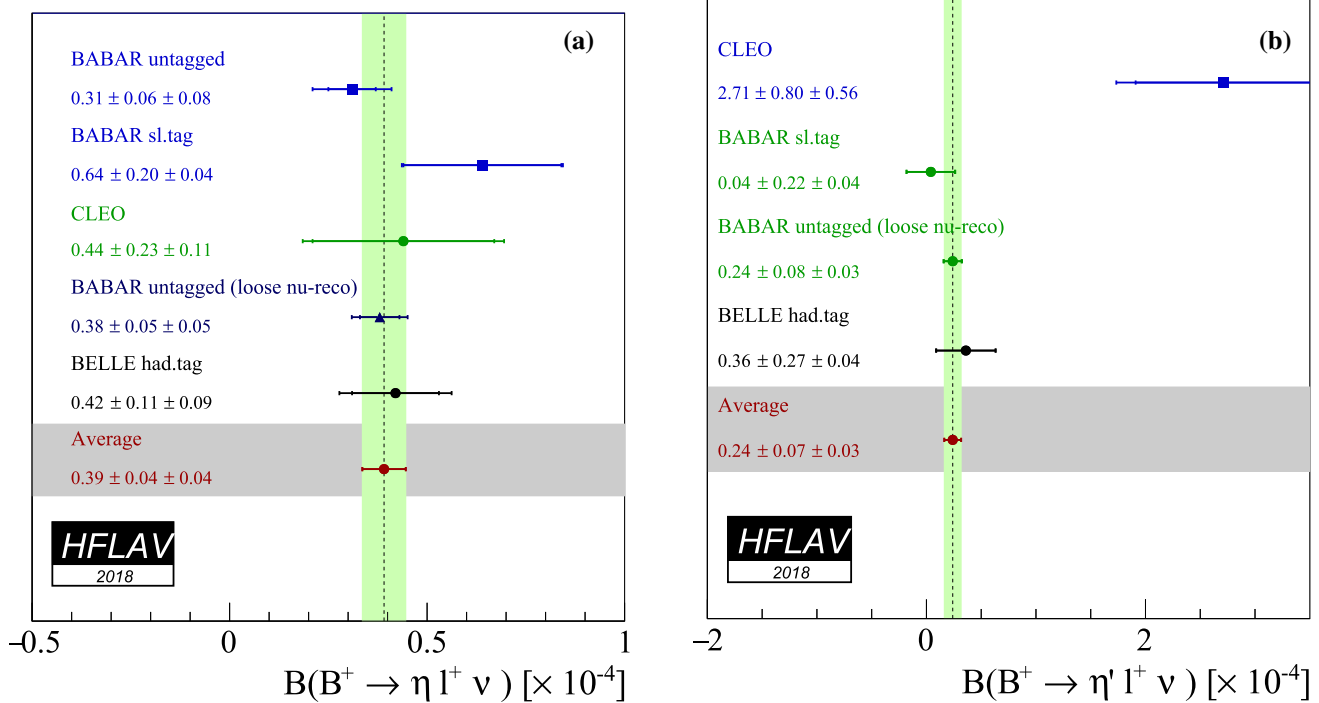 (a)
BABAR untagged
0.31 ± 0.06 ± 0.08
BABAR sl.tag
0.64 ± 0.20 ± 0.04
CLEO
0.44 ± 0.23 ± 0.11
BABAR untagged (loose nu-reco)
0.38 ± 0.05 ± 0.05
BELLE had.tag
0.42 ± 0.11 ± 0.09
Average
0.39 ± 0.04 ± 0.04
HFLAV
2018
−0.5 0 0.5 1
B(B⁺ → η l⁺ ν ) [× 10⁻⁴]
(b)
CLEO
2.71 ± 0.80 ± 0.56
BABAR sl.tag
0.04 ± 0.22 ± 0.04
BABAR untagged (loose nu-reco)
0.24 ± 0.08 ± 0.03
BELLE had.tag
0.36 ± 0.27 ± 0.04
Average
0.24 ± 0.07 ± 0.03
HFLAV
2018
−2 0 2
B(B⁺ → η' l⁺ ν ) [× 10⁻⁴]